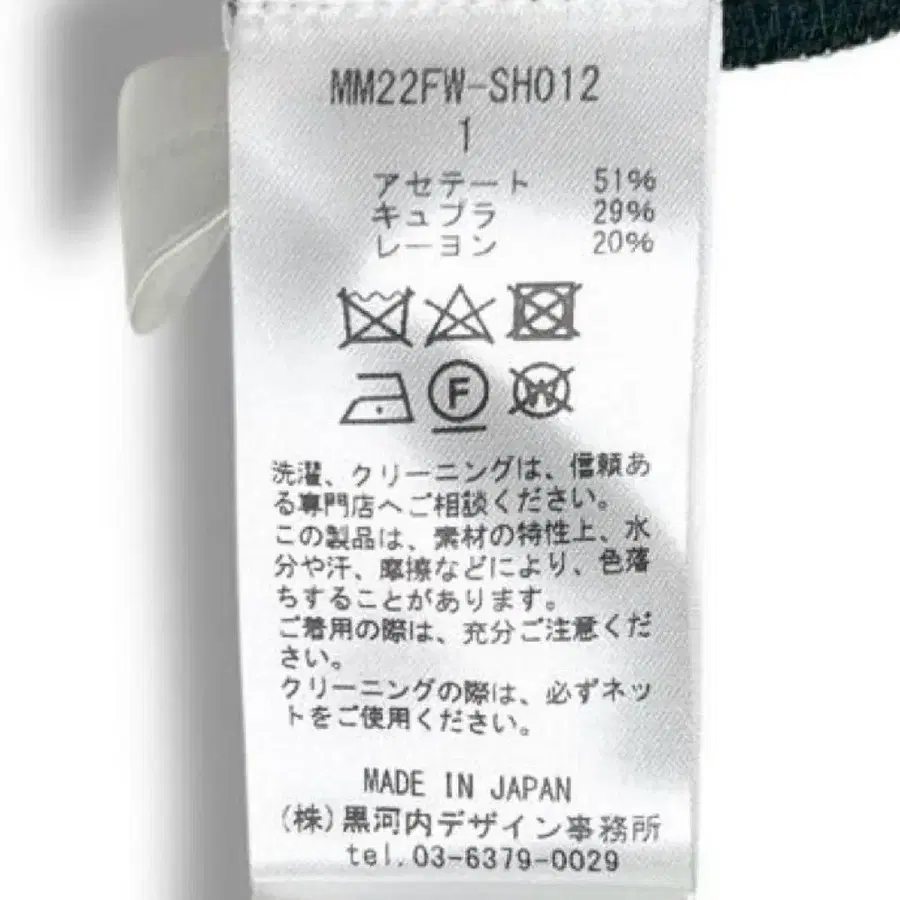 MM22FW-SH012
1
アセテート 51%
キュプラ 29%
レーヨン 20%
F
W
洗濯、クリーニングは、信頼あ
る専門店へご相談ください。
この製品は、素材の特性上、水
分や汗、摩擦などにより、色落
ちすることがあります。
ご着用の際は、充分ご注意くだ
さい。
クリーニングの際は、必ずネッ
トをご使用ください。
MADE IN JAPAN
(株)黒河内デザイン事務所
tel.03-6379-0029